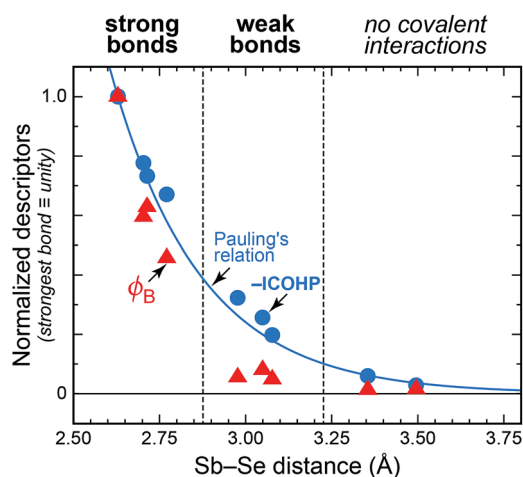 strong
bonds
weak
bonds
no covalent
interactions
Normalized descriptors
(strongest bond ≡ unity)
1.0
0
Pauling's
relation
–ICOHP
ϕB
2.50
2.75
3.00
3.25
3.50
3.75
Sb–Se distance (Å)